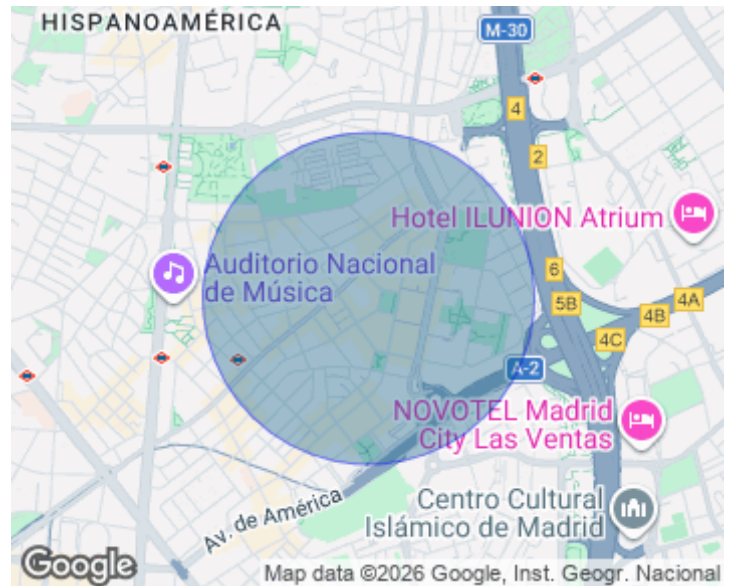 HISPANOAMÉRICA
M-30
4
2
Hotel ILUNION Atrium
Auditorio Nacional
de Música
6
5B
4A
4B
4C
A-2
NOVOTEL Madrid
City Las Ventas
Centro Cultural
Islámico de Madrid
Av. de América
Google
Map data ©2026 Google, Inst. Geogr. Nacional